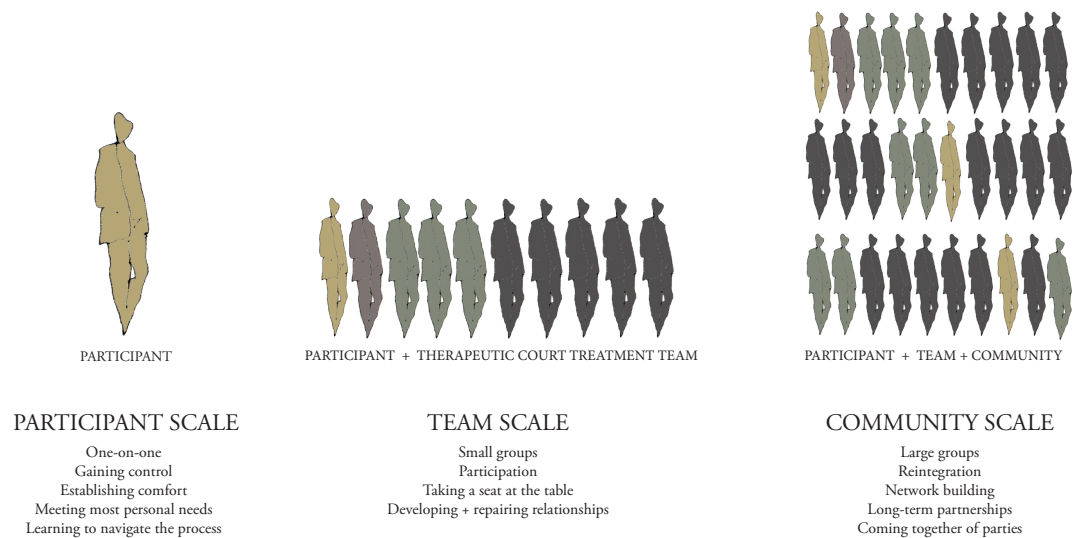 PARTICIPANT
PARTICIPANT + THERAPEUTIC COURT TREATMENT TEAM
PARTICIPANT + TEAM + COMMUNITY
PARTICIPANT SCALE
One-on-one
Gaining control
Establishing comfort
Meeting most personal needs
Learning to navigate the process
TEAM SCALE
Small groups
Participation
Taking a seat at the table
Developing + repairing relationships
COMMUNITY SCALE
Large groups
Reintegration
Network building
Long-term partnerships
Coming together of parties